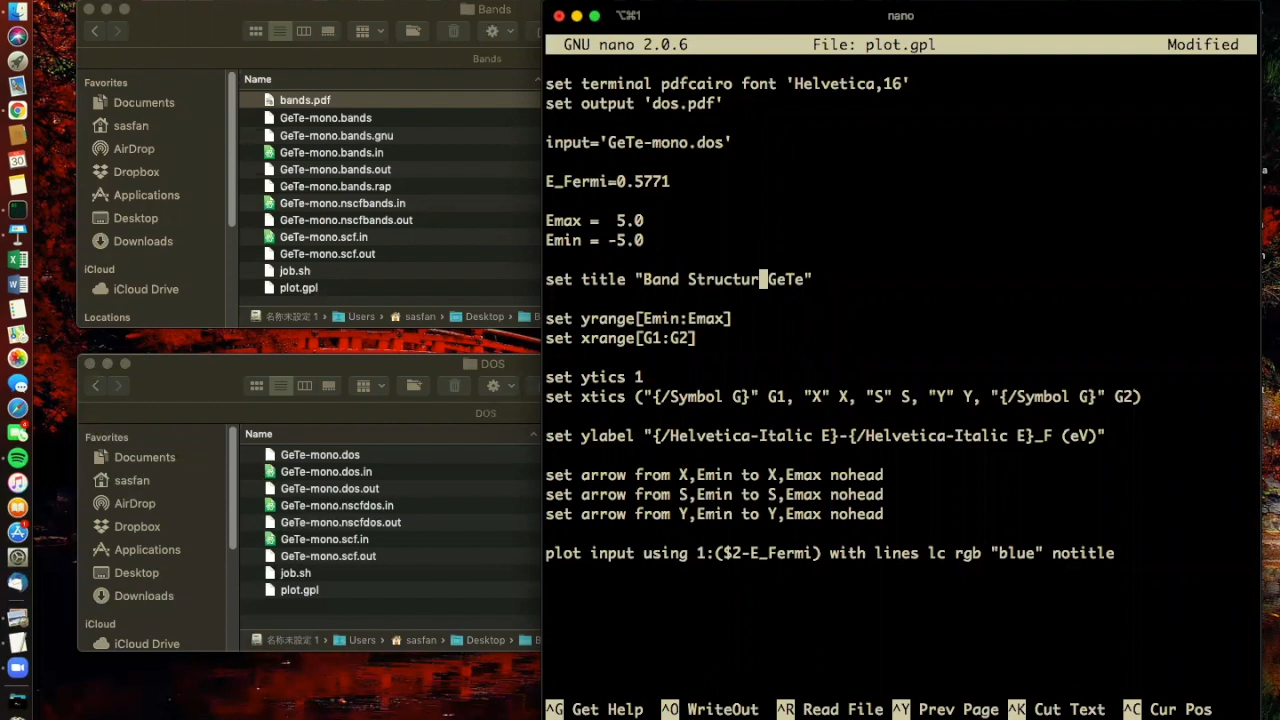 Bands
Bands
Favorites
Documents
sasfan
AirDrop
Dropbox
Applications
Desktop
Downloads
iCloud
iCloud Drive
Locations
Name
bands.pdf
GeTe-mono.bands
GeTe-mono.bands.gnu
GeTe-mono.bands.in
GeTe-mono.bands.out
GeTe-mono.bands.rap
GeTe-mono.nscfbands.in
GeTe-mono.nscfbands.out
GeTe-mono.scf.in
GeTe-mono.scf.out
job.sh
plot.gpl
名称未設定 1 › Users › sasfan › Desktop › B
DOS
DOS
Favorites
Documents
sasfan
AirDrop
Dropbox
Applications
Desktop
Downloads
iCloud
iCloud Drive
Name
GeTe-mono.dos
GeTe-mono.dos.in
GeTe-mono.dos.out
GeTe-mono.nscfdos.in
GeTe-mono.nscfdos.out
GeTe-mono.scf.in
GeTe-mono.scf.out
job.sh
plot.gpl
名称未設定 1 › Users › sasfan › Desktop › B
⌥⌘1 nano
GNU nano 2.0.6 File: plot.gpl Modified
set terminal pdfcairo font 'Helvetica,16'
set output 'dos.pdf'
input='GeTe-mono.dos'
E_Fermi=0.5771
Emax = 5.0
Emin = -5.0
set title "Band Structur GeTe"
set yrange[Emin:Emax]
set xrange[G1:G2]
set ytics 1
set xtics ("{/Symbol G}" G1, "X" X, "S" S, "Y" Y, "{/Symbol G}" G2)
set ylabel "{/Helvetica-Italic E}-{/Helvetica-Italic E}_F (eV)"
set arrow from X,Emin to X,Emax nohead
set arrow from S,Emin to S,Emax nohead
set arrow from Y,Emin to Y,Emax nohead
plot input using 1:($2-E_Fermi) with lines lc rgb "blue" notitle
^G Get Help ^O WriteOut ^R Read File ^Y Prev Page ^K Cut Text ^C Cur Pos